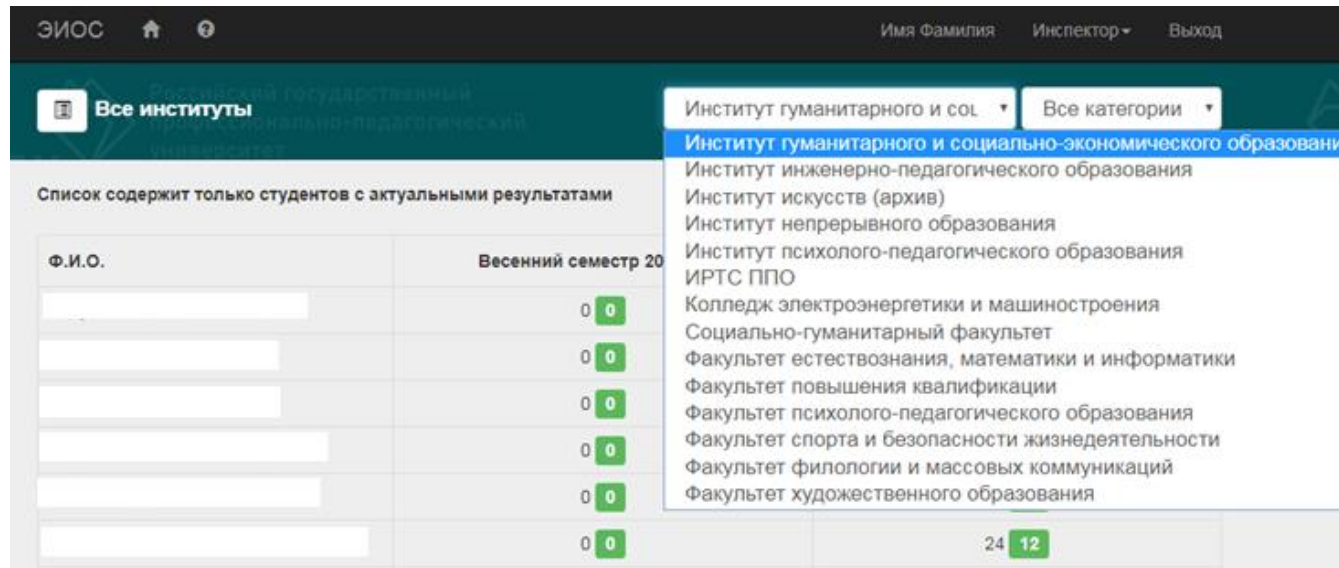 ЭИОС
Имя Фамилия Инспектор Выход
Российский государственный
профессионально-педагогический
университет
Все институты
Институт гуманитарного и соц Все категории
Институт гуманитарного и социально-экономического образовани
Институт инженерно-педагогического образования
Институт искусств (архив)
Институт непрерывного образования
Институт психолого-педагогического образования
ИРТС ППО
Колледж электроэнергетики и машиностроения
Социально-гуманитарный факультет
Факультет естествознания, математики и информатики
Факультет повышения квалификации
Факультет психолого-педагогического образования
Факультет спорта и безопасности жизнедеятельности
Факультет филологии и массовых коммуникаций
Факультет художественного образования
Список содержит только студентов с актуальными результатами
Ф.И.О. Весенний семестр 20
0 0
0 0
0 0
0 0
0 0
0 0 24 12